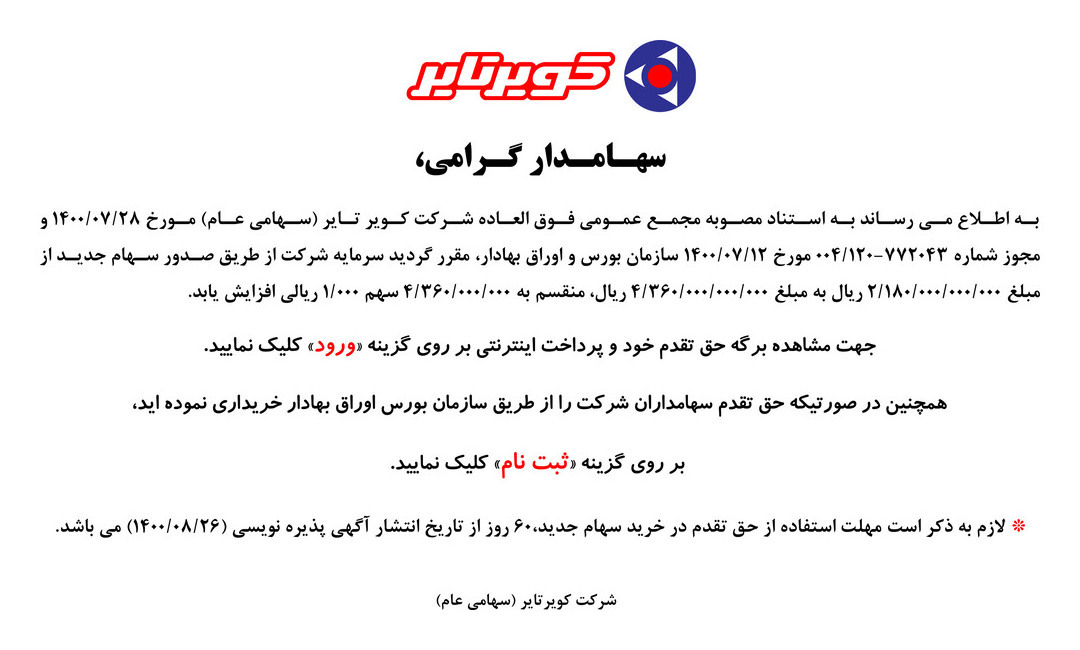 کویرتایر
سهامدار گرامی،
به اطلاع می رساند به استناد مصوبه مجمع عمومی فوق العاده شرکت کویر تایر (سهامی عام) مورخ ۱۴۰۰/۰۷/۲۸ و
مجوز شماره ۷۷۲۰۴۳-۰۰۴/۱۲۰ مورخ ۱۴۰۰/۰۷/۱۲ سازمان بورس و اوراق بهادار، مقرر گردید سرمایه شرکت از طریق صدور سهام جدید از
مبلغ ۲/۱۸۰/۰۰۰/۰۰۰/۰۰۰ ریال به مبلغ ۴/۳۶۰/۰۰۰/۰۰۰/۰۰۰ ریال، منقسم به ۴/۳۶۰/۰۰۰/۰۰۰ سهم ۱/۰۰۰ ریالی افزایش یابد.
جهت مشاهده برگه حق تقدم خود و پرداخت اینترنتی بر روی گزینه «ورود» کلیک نمایید.
همچنین در صورتیکه حق تقدم سهامداران شرکت را از طریق سازمان بورس اوراق بهادار خریداری نموده اید،
بر روی گزینه «ثبت نام» کلیک نمایید.
❊ لازم به ذکر است مهلت استفاده از حق تقدم در خرید سهام جدید،۶۰ روز از تاریخ انتشار آگهی پذیره نویسی (۱۴۰۰/۰۸/۲۶) می باشد.
شرکت کویرتایر (سهامی عام)